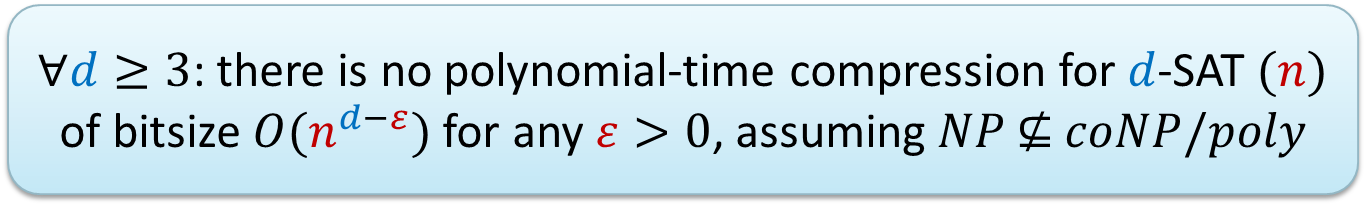 ∀d ≥ 3: there is no polynomial-time compression for d-SAT (n)
of bitsize O(n^{d−ε}) for any ε > 0, assuming NP ⊈ coNP/poly